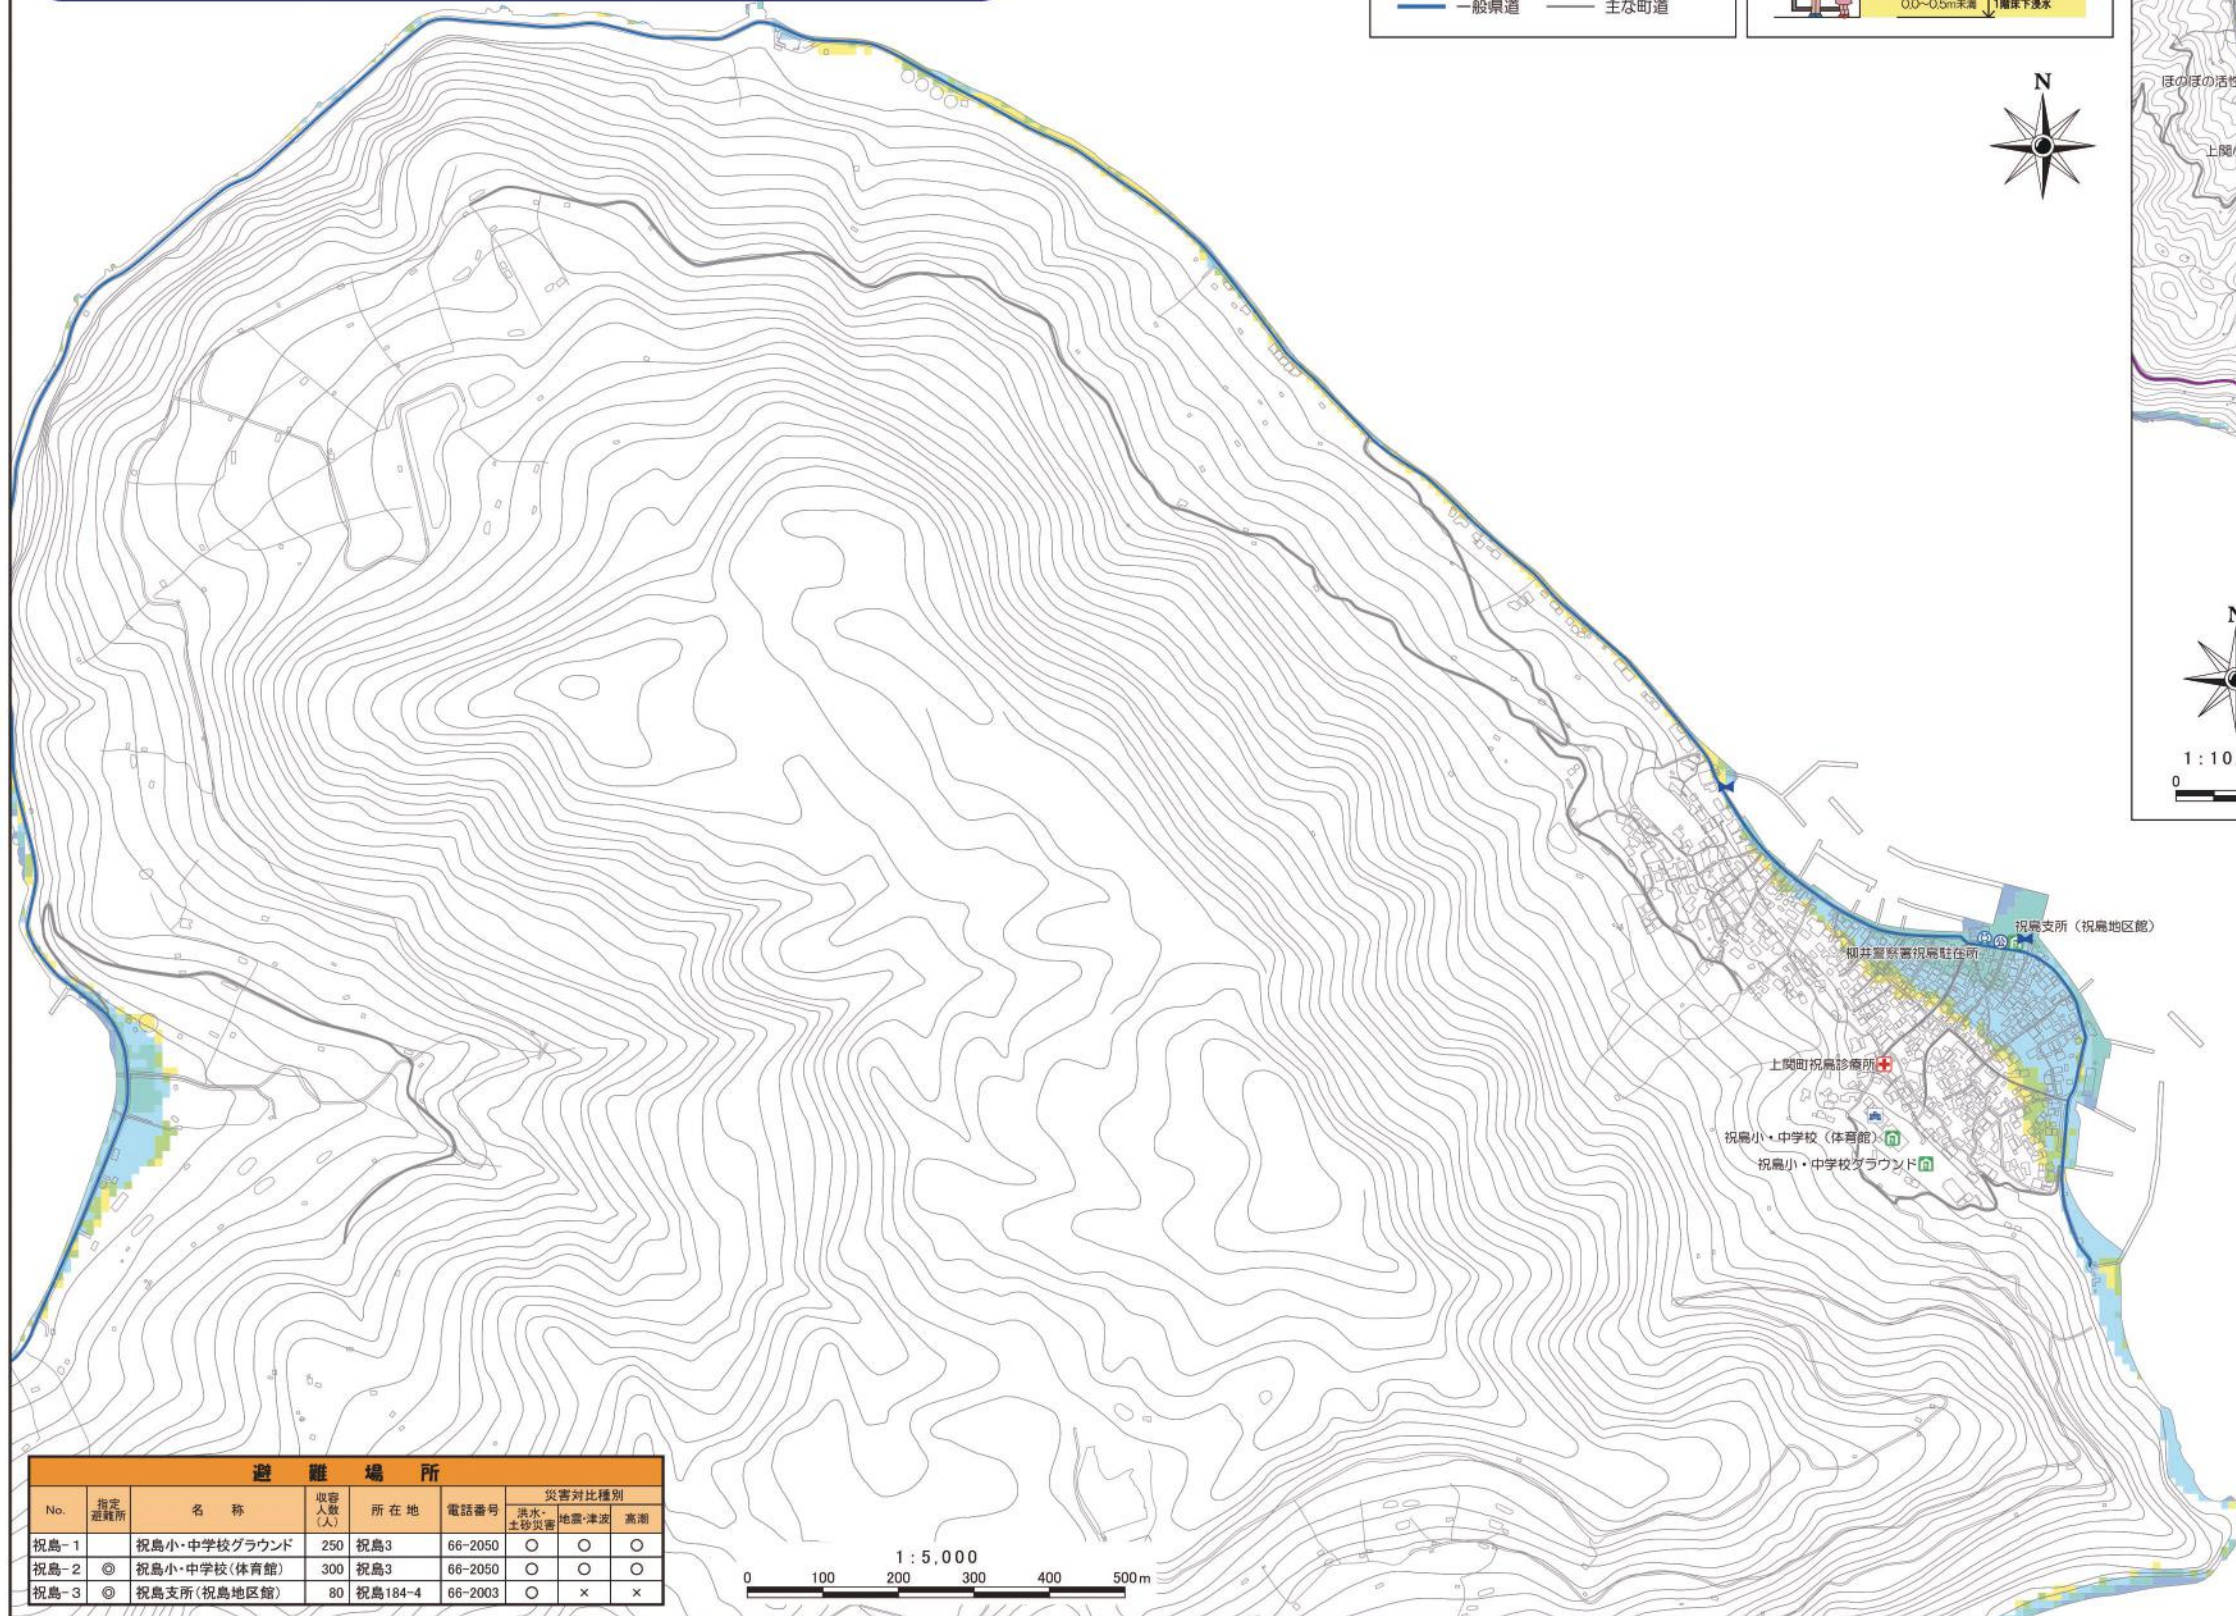 一般県道
主な町道
0.0～0.5m未満
1階床下浸水
N
ほのぼの活性
上関
N
1:10
0
祝島支所（祝島地区館）
柳井警察署祝島駐在所
上関町祝島診療所
祝島小・中学校（体育館）
祝島小・中学校グラウンド
避難場所
No. 指定避難所 名称 収容人数（人） 所在地 電話番号 災害対比種別
洪水・土砂災害 地震・津波 高潮
祝島-1 祝島小・中学校グラウンド 250 祝島3 66-2050 ○ ○ ○
祝島-2 ◎ 祝島小・中学校（体育館） 300 祝島3 66-2050 ○ ○ ○
祝島-3 ◎ 祝島支所（祝島地区館） 80 祝島184-4 66-2003 ○ × ×
1:5,000
0 100 200 300 400 500m